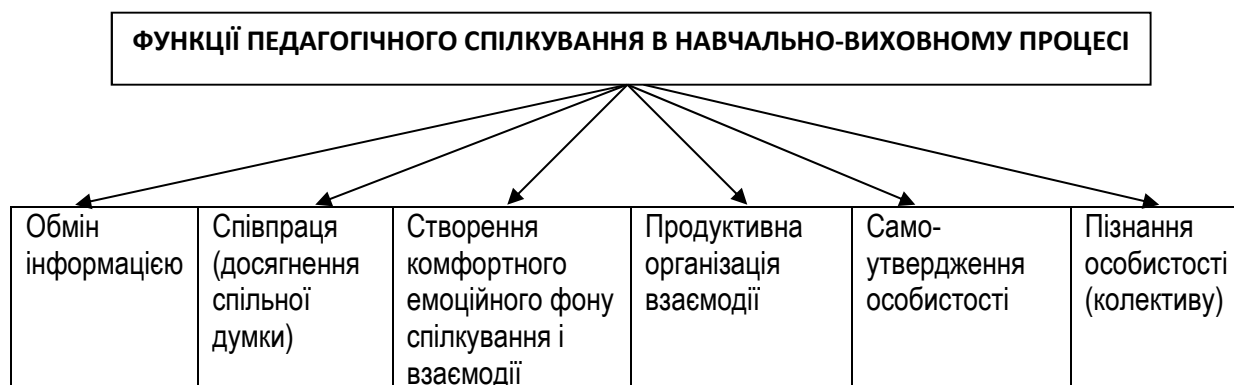 ФУНКЦІЇ ПЕДАГОГІЧНОГО СПІЛКУВАННЯ В НАВЧАЛЬНО-ВИХОВНОМУ ПРОЦЕСІ
Обмін
інформацією
Співпраця
(досягнення
спільної
думки)
Створення
комфортного
емоційного фону
спілкування і
взаємодії
Продуктивна
організація
взаємодії
Само-
утвердження
особистості
Пізнання
особистості
(колективу)